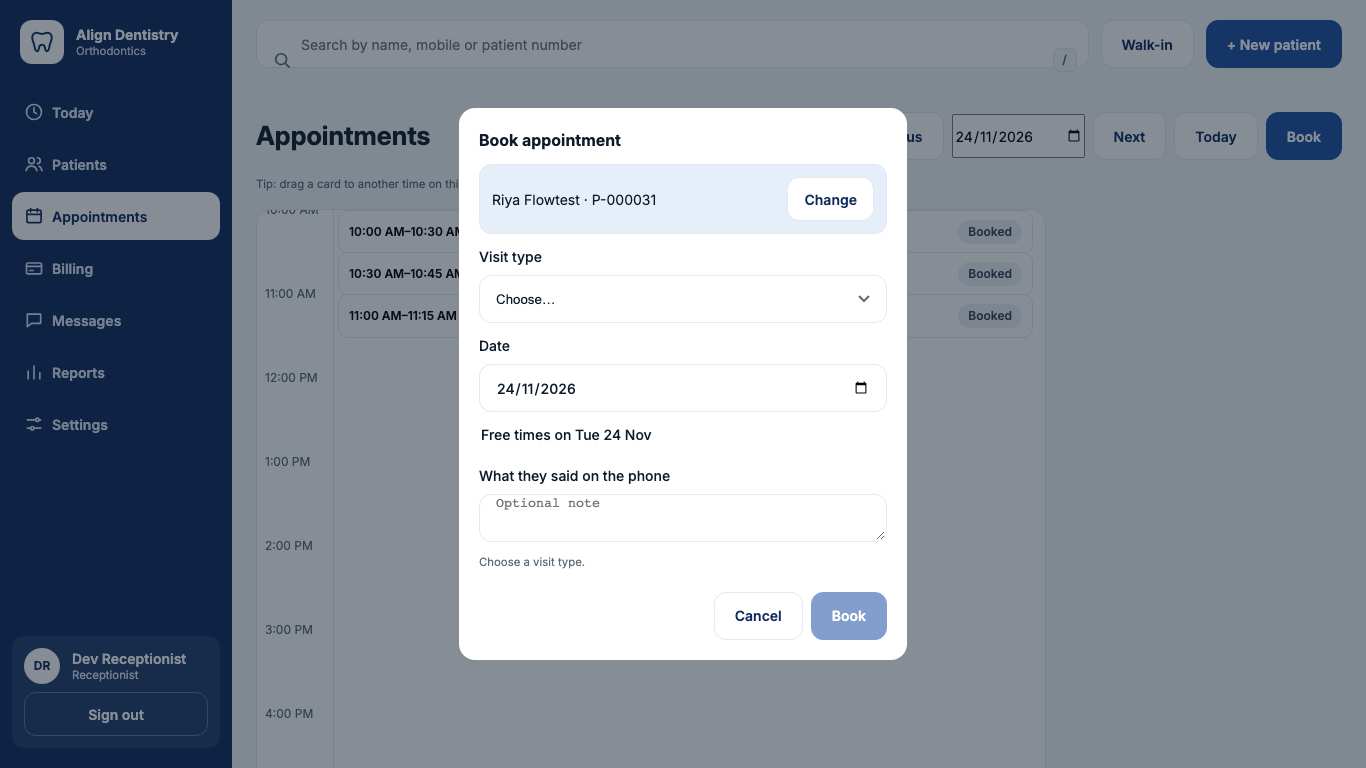 Align Dentistry
Orthodontics
Search by name, mobile or patient number
/
Walk-in
+ New patient
Today
Patients
Appointments
Billing
Messages
Reports
Settings
Appointments
24/11/2026
Next
Today
Book
Tip: drag a card to another time on
10:00 AM
10:00 AM–10:30 AM
Booked
10:30 AM–10:45 AM
Booked
11:00 AM
11:00 AM–11:15 AM
Booked
12:00 PM
1:00 PM
2:00 PM
3:00 PM
4:00 PM
Book appointment
Riya Flowtest · P-000031
Change
Visit type
Choose...
Date
24/11/2026
Free times on Tue 24 Nov
What they said on the phone
Optional note
Choose a visit type.
Cancel
Book
DR
Dev Receptionist
Receptionist
Sign out